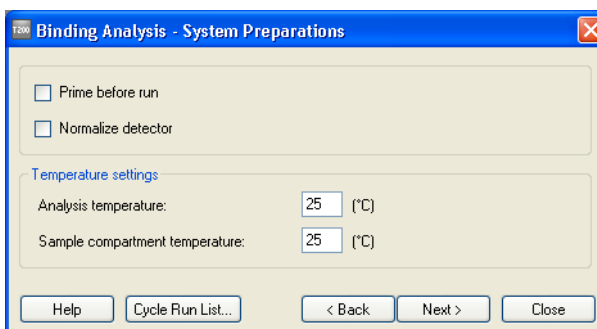 T200 Binding Analysis - System Preparations
Prime before run
Normalize detector
Temperature settings
Analysis temperature: 25 (°C)
Sample compartment temperature: 25 (°C)
Help Cycle Run List... < Back Next > Close